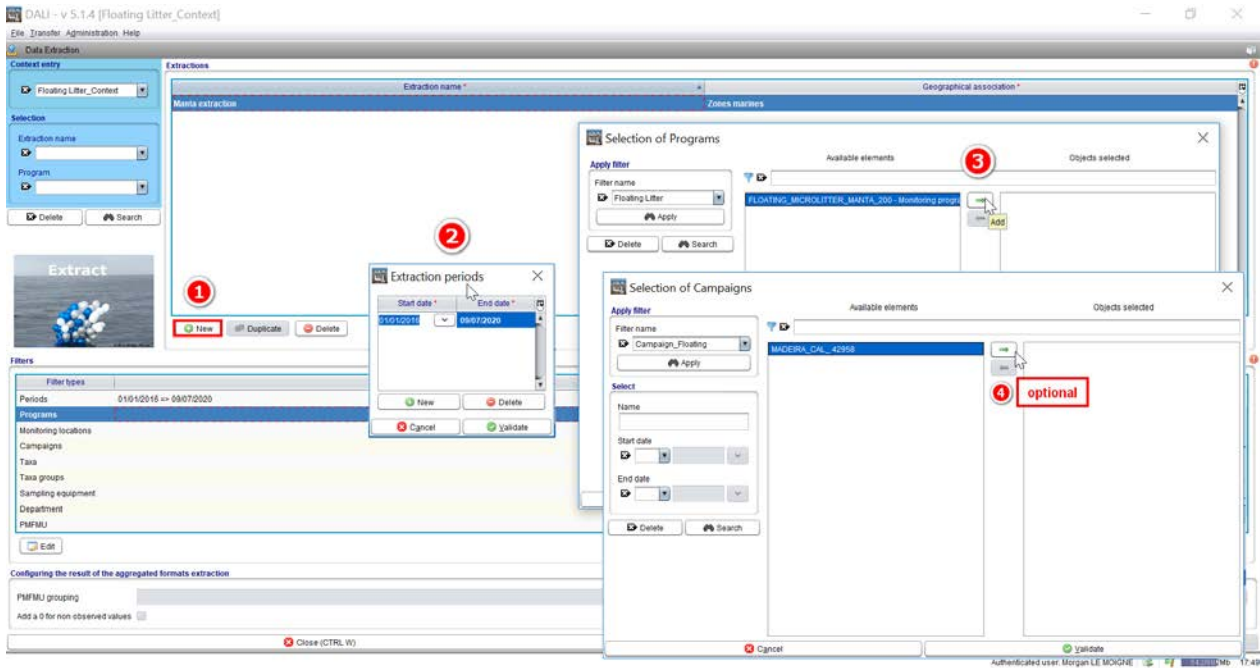 DALI - v 5.1.4 [Floating Litter_Context]
File Transfer Administration Help
Data Extraction
Context entry
Floating Litter_Context
Selection
Extraction name
Program
Delete
Search
Extract
Extractions
Extraction name *
Geographical association *
Manta extraction
Zones marines
1
New
Duplicate
Delete
2
Extraction periods
Start date *
End date *
01/01/2016
09/07/2020
New
Delete
Cancel
Validate
Selection of Programs
Apply filter
Filter name
Floating Litter
Apply
Delete
Search
Available elements
3
Objects selected
FLOATING_MICROLITTER_MANTA_200 - Monitoring progra
Add
Selection of Campaigns
Apply filter
Filter name
Campaign_Floating
Apply
Select
Name
Start date
End date
Delete
Search
Available elements
Objects selected
MADEIRA_CAL_ 42958
4
optional
Cancel
Validate
Filters
Filter types
Periods
01/01/2016 => 09/07/2020
Programs
Monitoring locations
Campaigns
Taxa
Taxa groups
Sampling equipment
Department
PMFMU
Edit
Configuring the result of the aggregated formats extraction
PMFMU grouping
Add a 0 for non observed values
Close (CTRL W)
Authenticated user: Morgan LE MOIGNE